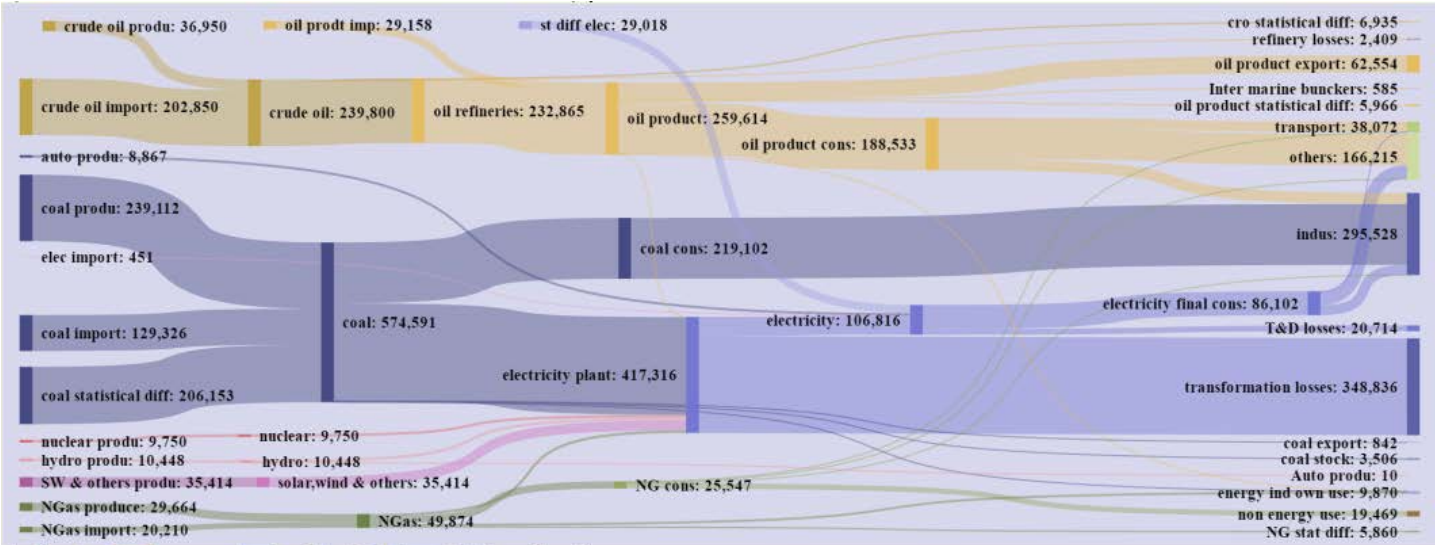 crude oil produ: 36,950
oil prodt imp: 29,158
st diff elec: 29,018
cro statistical diff: 6,935
refinery losses: 2,409
oil product export: 62,554
crude oil import: 202,850
crude oil: 239,800
oil refineries: 232,865
oil product: 259,614
Inter marine bunckers: 585
oil product statistical diff: 5,966
transport: 38,072
oil product cons: 188,533
auto produ: 8,867
others: 166,215
coal produ: 239,112
indus: 295,528
coal cons: 219,102
elec import: 451
electricity final cons: 86,102
coal import: 129,326
coal: 574,591
electricity: 106,816
T&D losses: 20,714
electricity plant: 417,316
transformation losses: 348,836
coal statistical diff: 206,153
nuclear produ: 9,750
nuclear: 9,750
coal export: 842
hydro produ: 10,448
hydro: 10,448
coal stock: 3,506
Auto produ: 10
SW & others produ: 35,414
solar,wind & others: 35,414
NG cons: 25,547
energy ind own use: 9,870
NGas produce: 29,664
NGas: 49,874
non energy use: 19,469
NGas import: 20,210
NG stat diff: 5,860